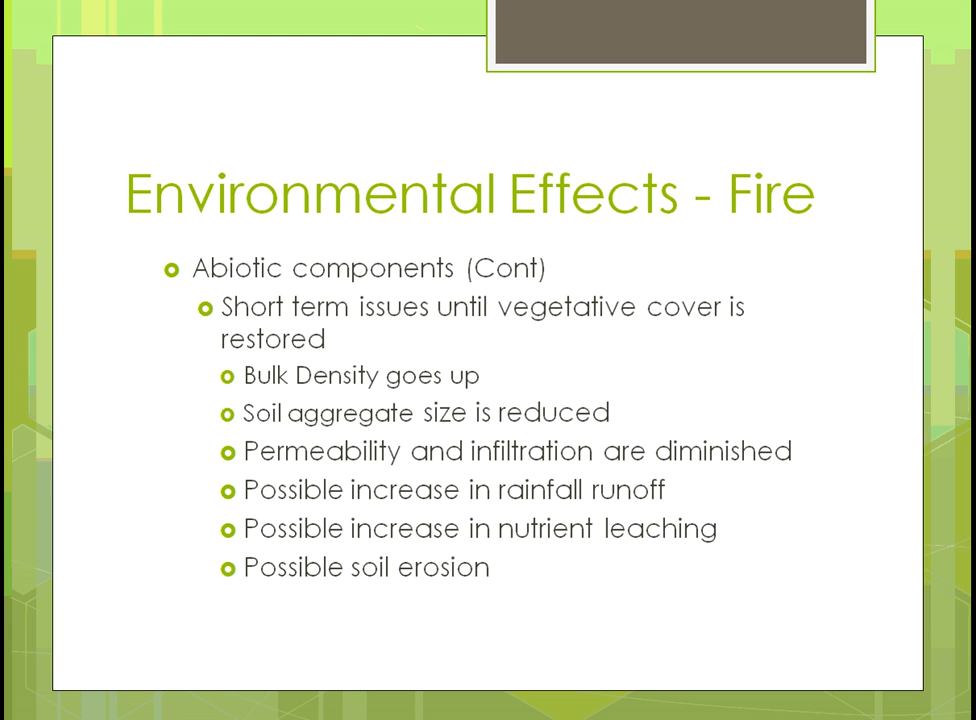 Environmental Effects - Fire
Abiotic components (Cont)
Short term issues until vegetative cover is
restored
Bulk Density goes up
Soil aggregate size is reduced
Permeability and infiltration are diminished
Possible increase in rainfall runoff
Possible increase in nutrient leaching
Possible soil erosion